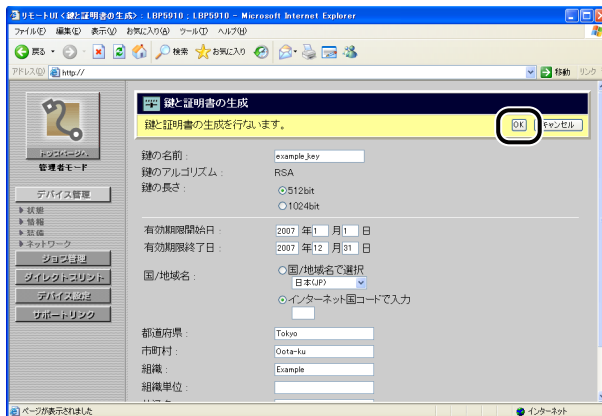 リモートUI <鍵と証明書の生成> : LBP5910 ; LBP5910 - Microsoft Internet Explorer
ファイル(F) 編集(E) 表示(V) お気に入り(A) ツール(T) ヘルプ(H)
戻る 検索 お気に入り
アドレス(D) http:// 移動 リンク
鍵と証明書の生成
鍵と証明書の生成を行ないます。 OK キャンセル
トップページへ
管理者モード
デバイス管理
状態
情報
ネットワーク
ジョブ管理
ダイレクトプリント
デバイス設定
サポートリンク
鍵の名前 : example_key
鍵のアルゴリズム : RSA
鍵の長さ : 512bit
1024bit
有効期限開始日 : 2007 年 1 月 1 日
有効期限終了日 : 2007 年 12 月 31 日
国/地域名 : 国/地域名で選択
日本(JP)
インターネット国コードで入力
都道府県 : Tokyo
市町村 : Oota-ku
組織 : Example
組織単位 :
ページが表示されました インターネット